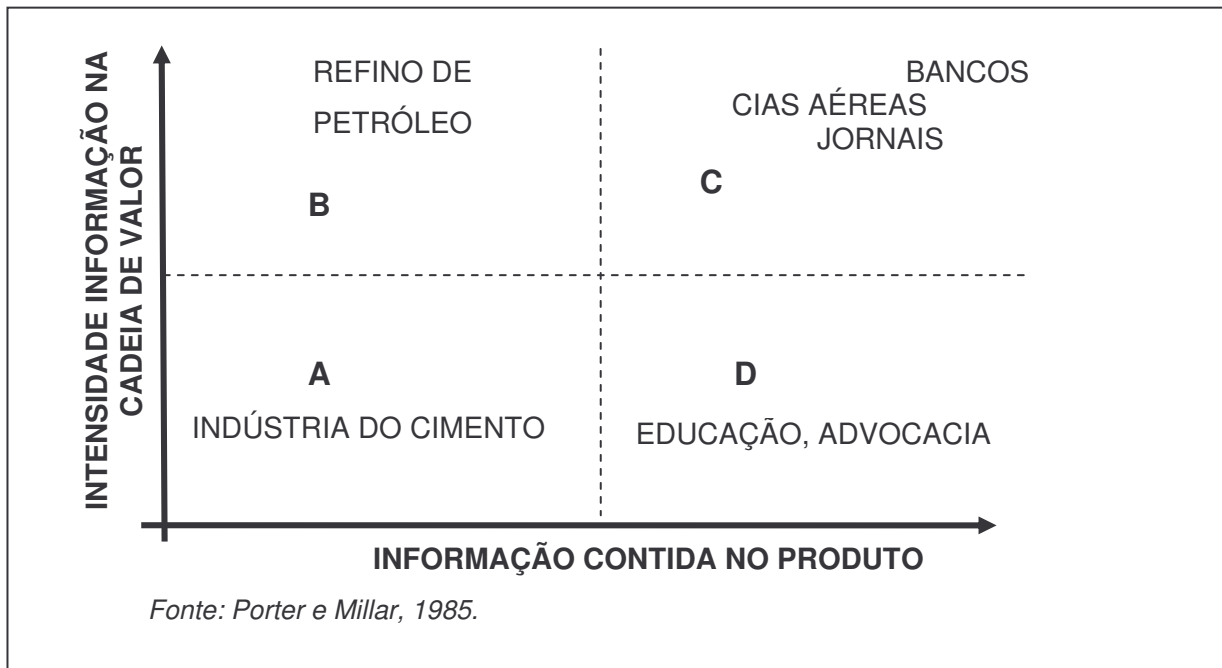 INTENSIDADE INFORMAÇÃO NA
CADEIA DE VALOR
REFINO DE
PETRÓLEO
B
BANCOS
CIAS AÉREAS
JORNAIS
C
A
INDÚSTRIA DO CIMENTO
D
EDUCAÇÃO, ADVOCACIA
INFORMAÇÃO CONTIDA NO PRODUTO
Fonte: Porter e Millar, 1985.